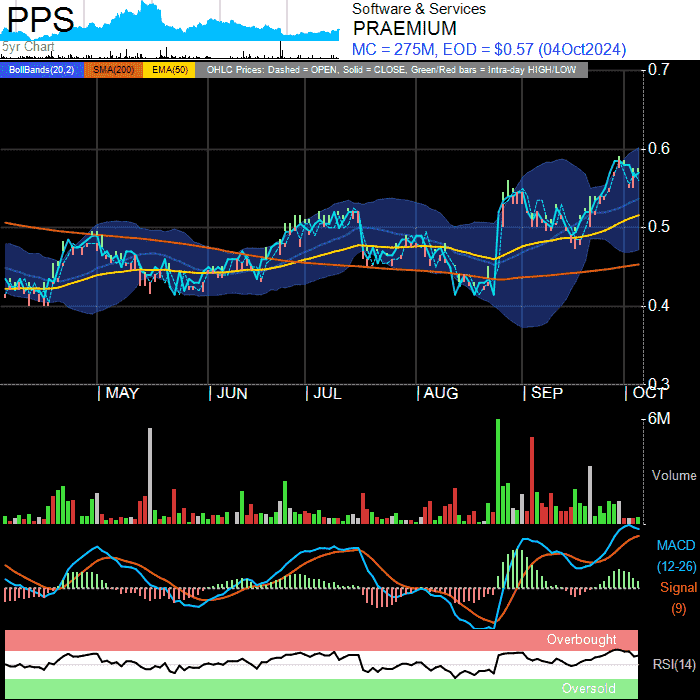 PPS
5yr Chart
Software & Services
PRAEMIUM
MC = 275M, EOD = $0.57 (04Oct2024)
BollBands(20,2) SMA(200) EMA(50) OHLC Prices: Dashed = OPEN, Solid = CLOSE, Green/Red bars = Intra-day HIGH/LOW
0.7
0.6
0.5
0.4
0.3
MAY JUN JUL AUG SEP OCT
6M
Volume
MACD
(12-26)
Signal
(9)
Overbought
RSI(14)
Oversold